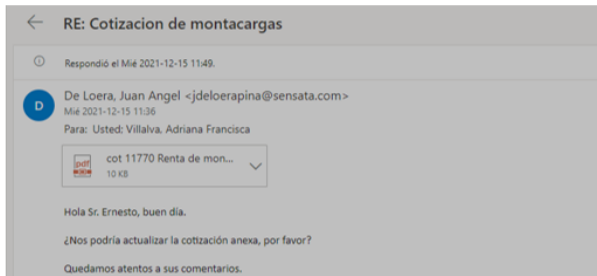 RE: Cotizacion de montacargas
Respondió el Mié 2021-12-15 11:49.
D
De Loera, Juan Angel <jdeloerapina@sensata.com>
Mié 2021-12-15 11:36
Para: Usted; Villalva, Adriana Francisca
pdf
cot 11770 Renta de mon...
10 KB
Hola Sr. Ernesto, buen día.
¿Nos podría actualizar la cotización anexa, por favor?
Quedamos atentos a sus comentarios.